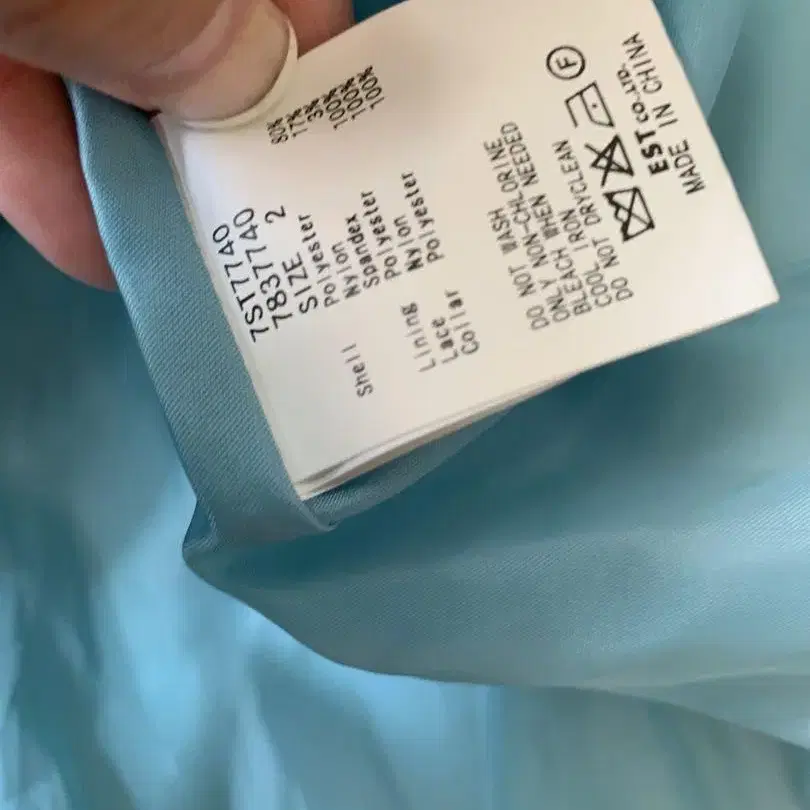 7ST7740
7837740
SIZE 2
Shell Polyester 80%
Nylon 17%
Spandex 3%
Lining Polyester 100%
Lace Nylon 100%
Collar Polyester 100%
DO NOT WASH
ONLY NON-CHLORINE
BLEACH WHEN NEEDED
COOL IRON
DO NOT DRYCLEAN
F
EST CO.,LTD.
MADE IN CHINA